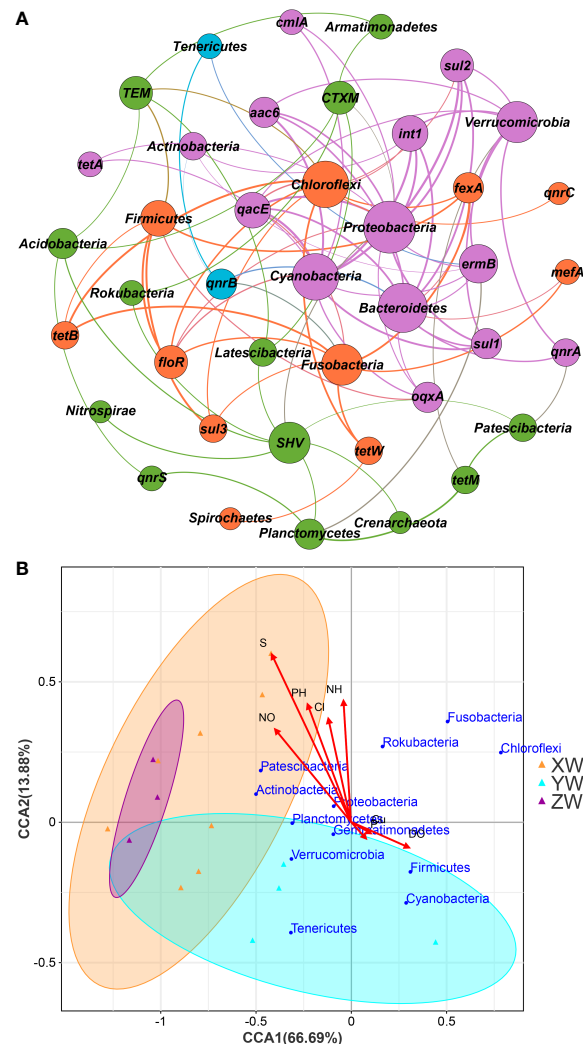 A
cmlA
Armatimonadetes
Tenericutes
sul2
TEM
CTXM
aac6
Verrucomicrobia
int1
Actinobacteria
tetA
Chloroflexi
fexA
qnrC
qacE
Firmicutes
Proteobacteria
Acidobacteria
ermB
Cyanobacteria
mefA
qnrB
Rokubacteria
Bacteroidetes
tetB
sul1
Latescibacteria
qnrA
floR
Fusobacteria
oqxA
Nitrospirae
sul3
Patescibacteria
SHV
tetW
qnrS
tetM
Spirochaetes
Crenarchaeota
Planctomycetes
B
S
PH
NH
CI
NO
Fusobacteria
Rokubacteria
Chloroflexi
Patescibacteria
Actinobacteria
Proteobacteria
Planctomycetes
Gemmatimonadetes
DO
Verrucomicrobia
Firmicutes
Cyanobacteria
Tenericutes
XW
YW
ZW
0.5
0
-0.5
CCA2(13.88%)
-1
-0.5
0
0.5
CCA1(66.69%)